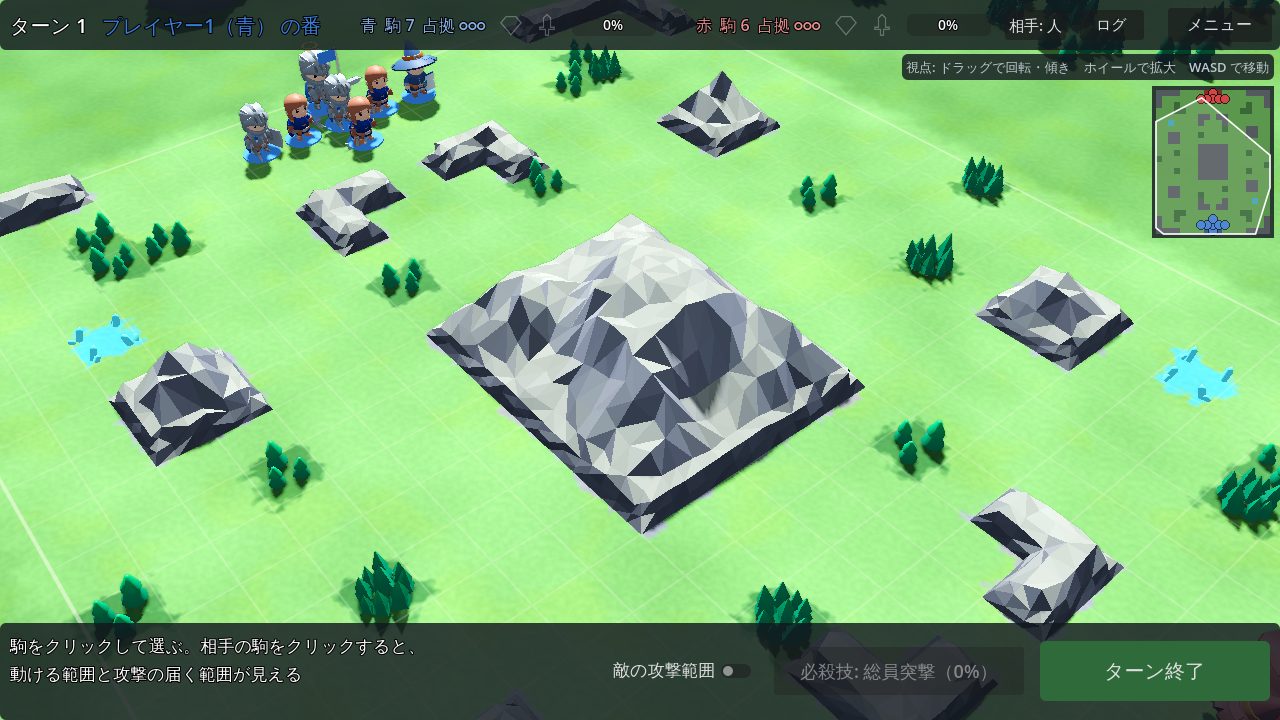 ターン 1 プレイヤー1（青） の番 青 駒 7 占拠 0% 赤 駒 6 占拠 0% 相手: 人 ログ メニュー
視点: ドラッグで回転・傾き ホイールで拡大 WASD で移動
駒をクリックして選ぶ。相手の駒をクリックすると、
動ける範囲と攻撃の届く範囲が見える
敵の攻撃範囲 必殺技: 総員突撃（0%） ターン終了